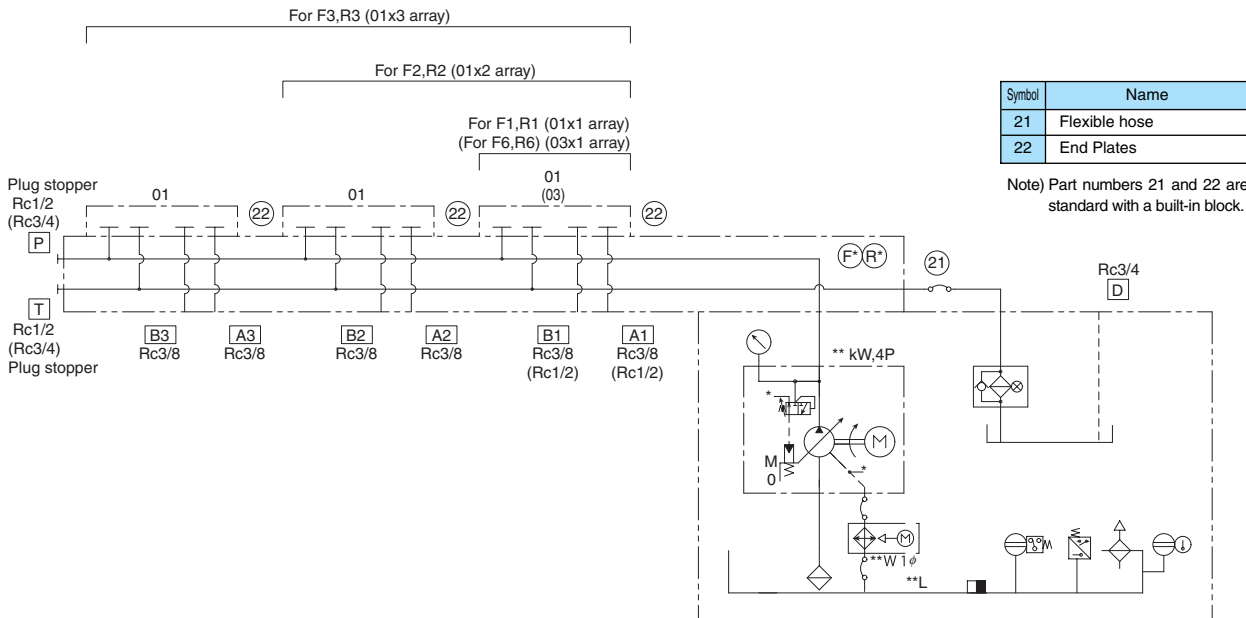 For F3,R3 (01x3 array)
For F2,R2 (01x2 array)
For F1,R1 (01x1 array)
(For F6,R6) (03x1 array)
Symbol Name
21 Flexible hose
22 End Plates
Note) Part numbers 21 and 22 are
standard with a built-in block.
Plug stopper
Rc1/2
(Rc3/4)
P
01
22
01
22
01
(03)
22
F* R*
21
Rc3/4
D
T
Rc1/2
(Rc3/4)
Plug stopper
B3
Rc3/8
A3
Rc3/8
B2
Rc3/8
A2
Rc3/8
B1
Rc3/8
(Rc1/2)
A1
Rc3/8
(Rc1/2)
** kW,4P
*
M
M
0
*
M
**W 1ϕ
**L